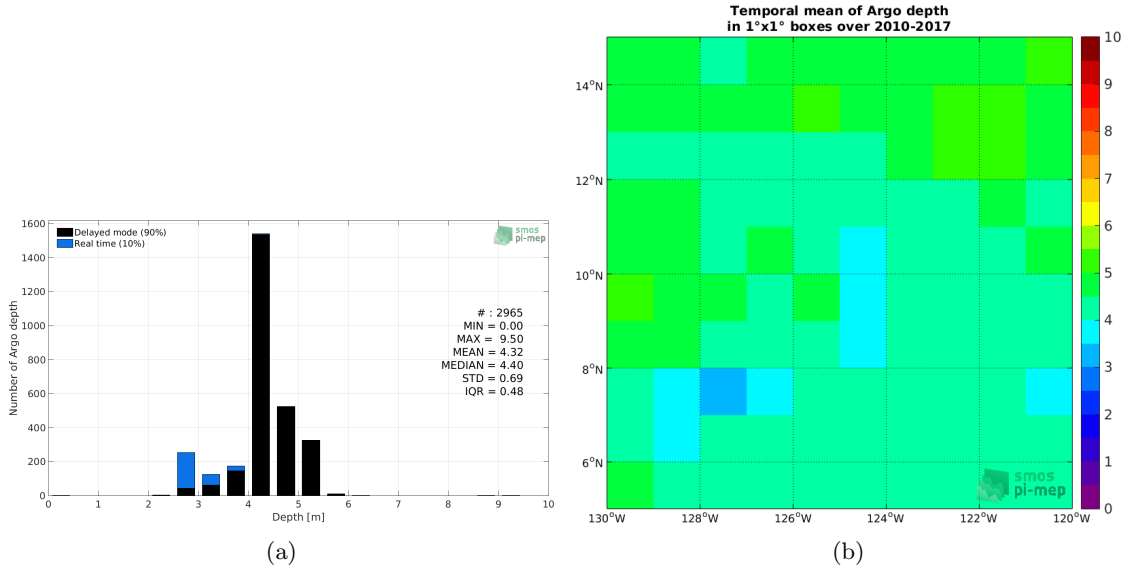 1600
1400
1200
1000
800
600
400
200
0
Number of Argo depth
Delayed mode (90%)
Real time (10%)
smos
pi-mep
# : 2965
MIN = 0.00
MAX = 9.50
MEAN = 4.32
MEDIAN = 4.40
STD = 0.69
IQR = 0.48
0 1 2 3 4 5 6 7 8 9 10
Depth [m]
(a)
Temporal mean of Argo depth
in 1°x1° boxes over 2010-2017
14°N
12°N
10°N
8°N
6°N
130°W 128°W 126°W 124°W 122°W 120°W
smos
pi-mep
10
9
8
7
6
5
4
3
2
1
0
(b)